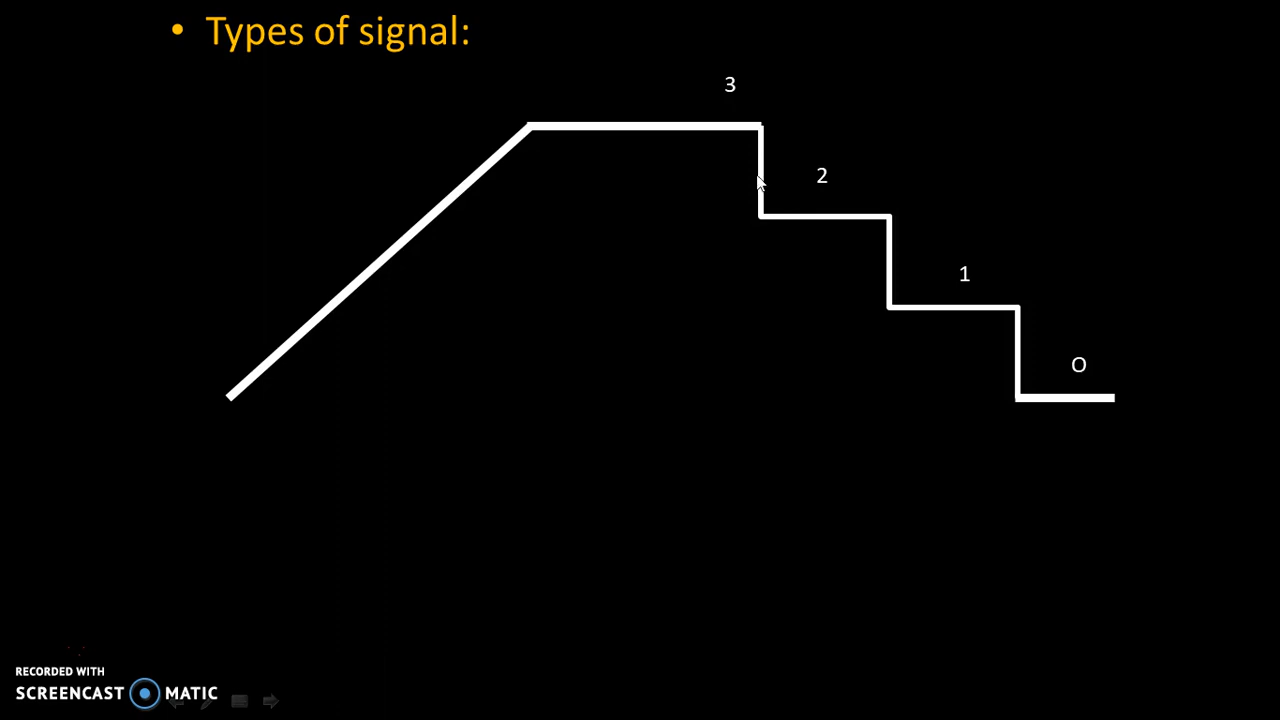 • Types of signal:
3
2
1
O
RECORDED WITH
SCREENCAST MATIC